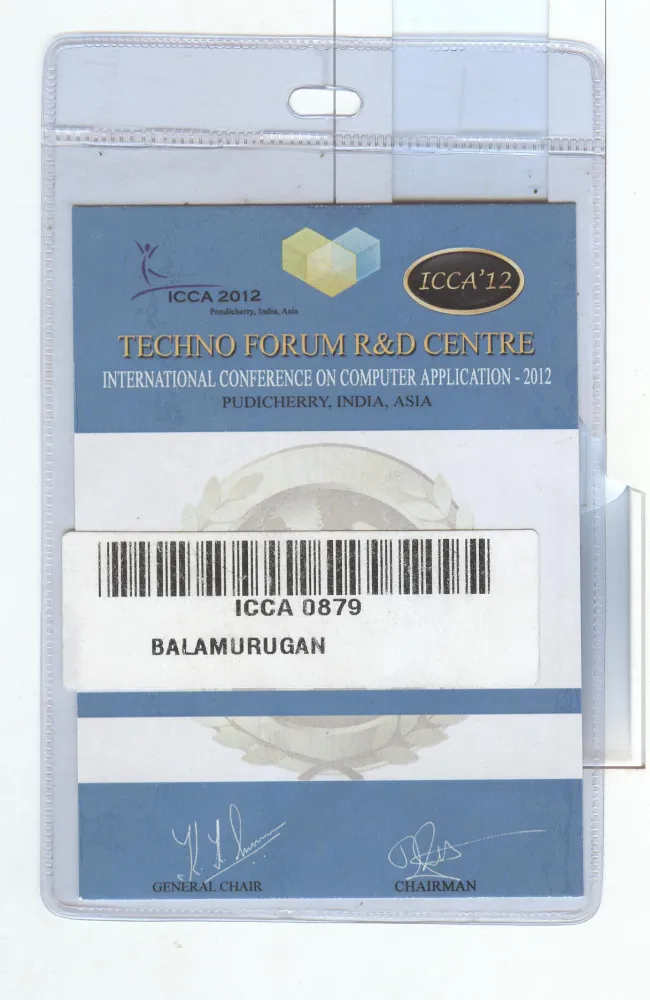 ICCA 2012
Pondicherry, India, Asia
ICCA'12
TECHNO FORUM R&D CENTRE
INTERNATIONAL CONFERENCE ON COMPUTER APPLICATION - 2012
PUDICHERRY, INDIA, ASIA
ICCA 0879
BALAMURUGAN
GENERAL CHAIR
CHAIRMAN